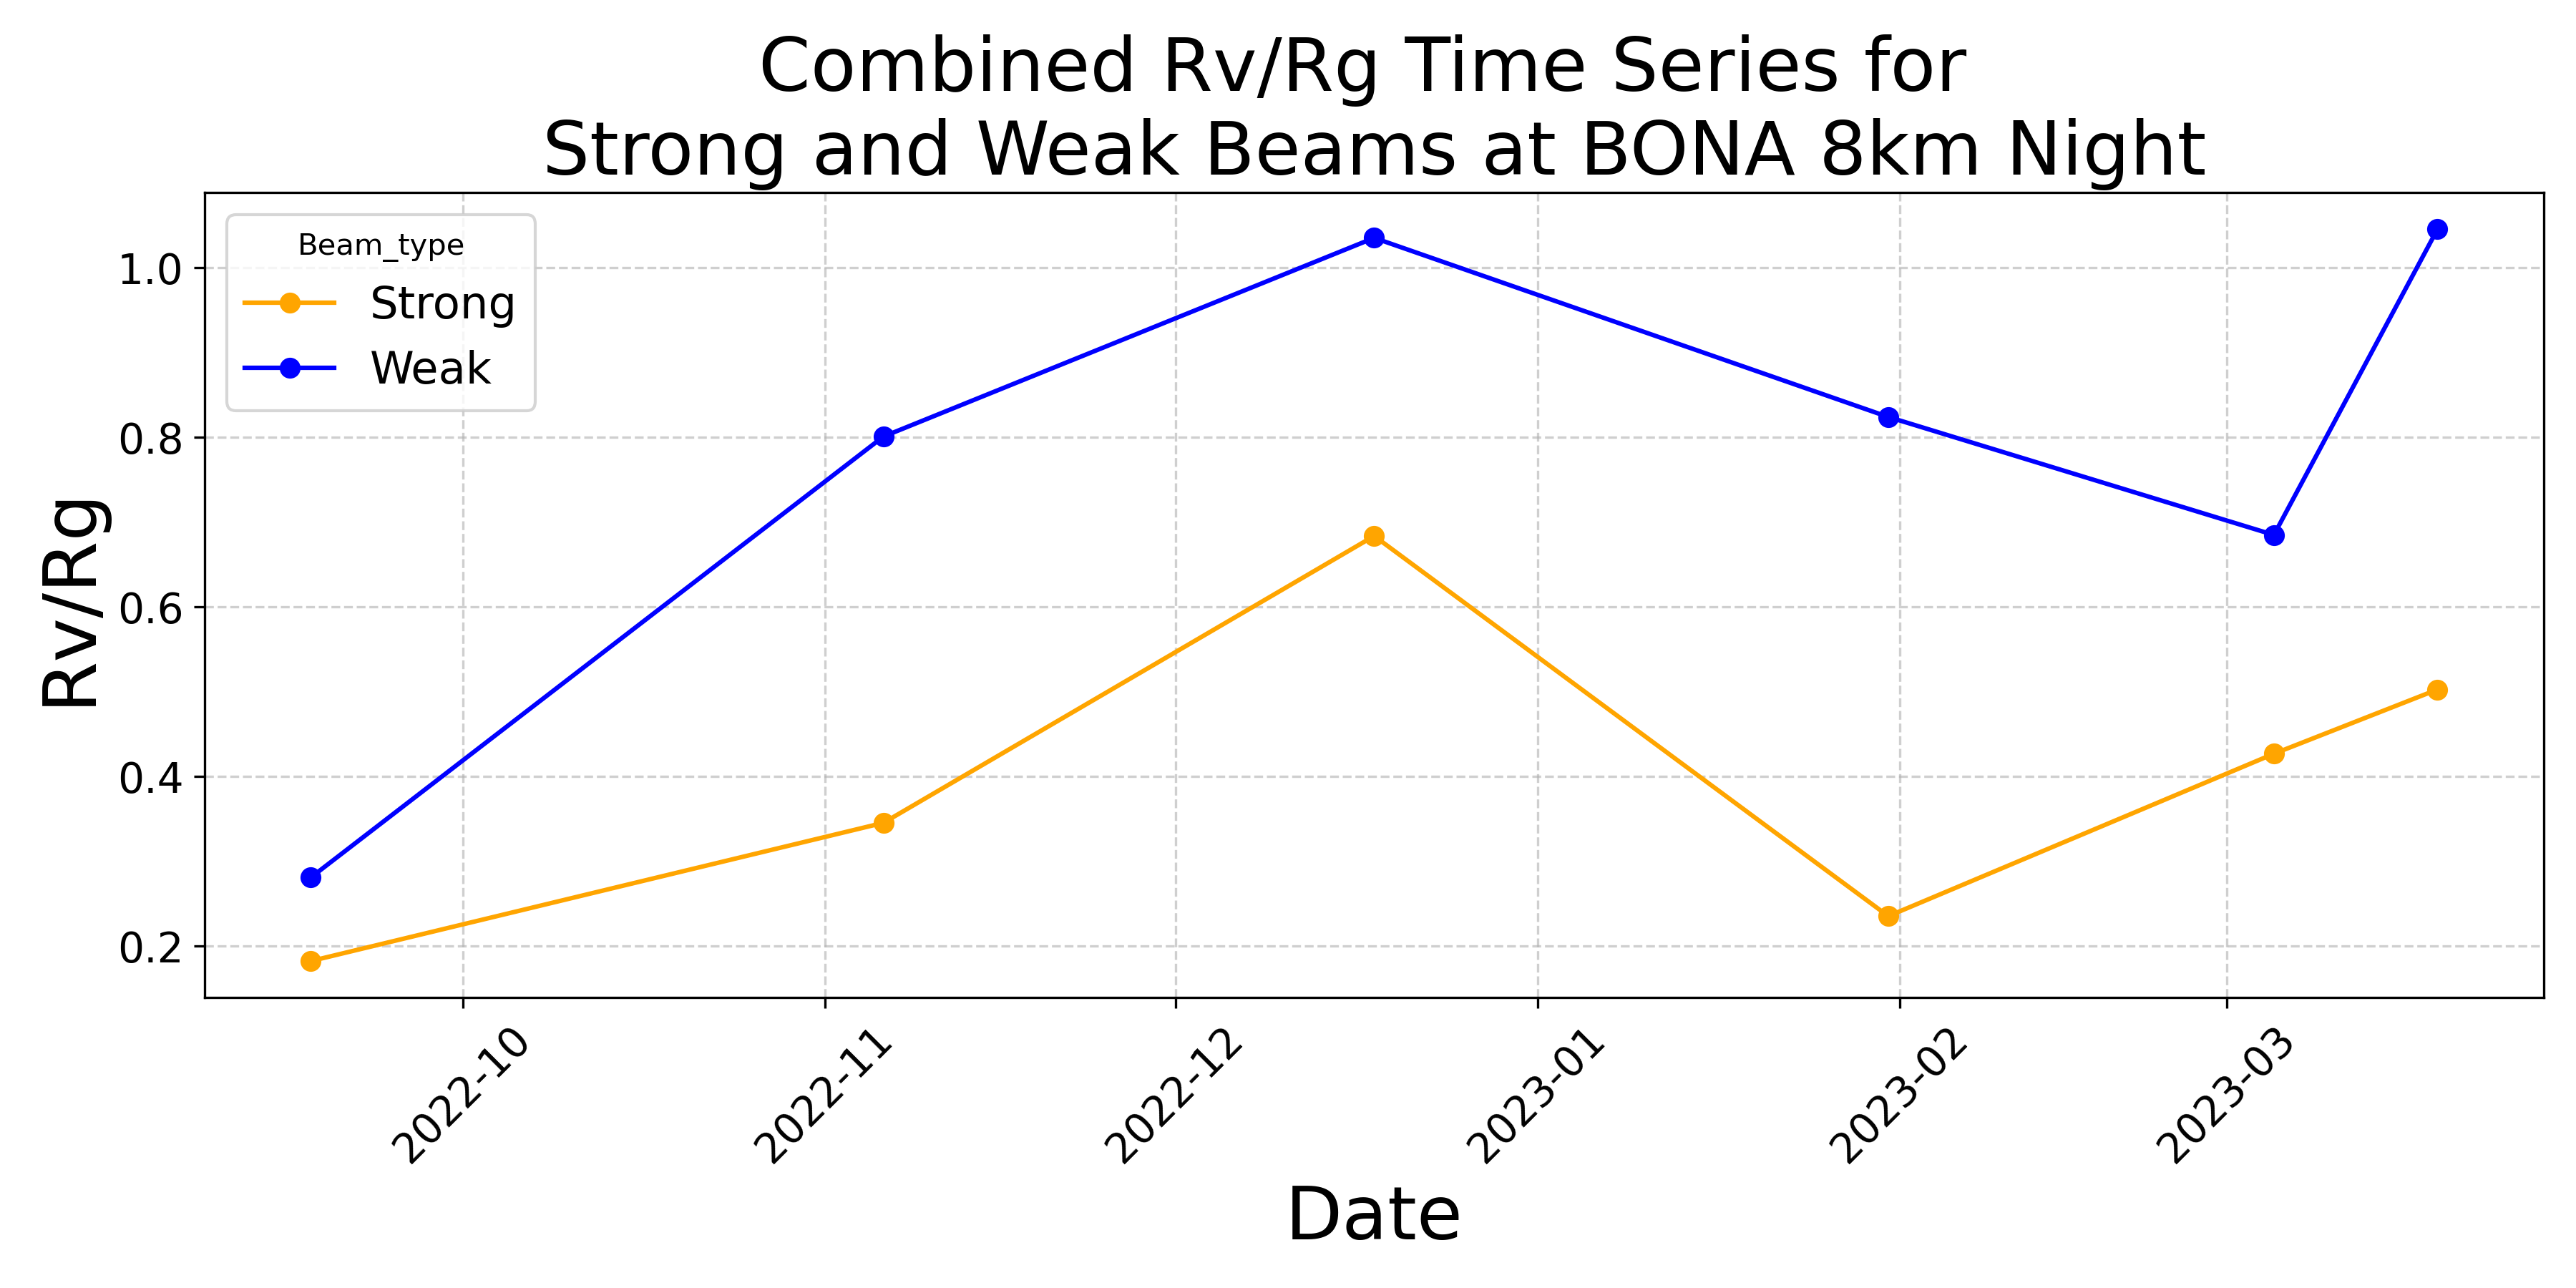 Combined Rv/Rg Time Series for
Strong and Weak Beams at BONA 8km Night
Beam_type
Strong
Weak
Rv/Rg
1.0
0.8
0.6
0.4
0.2
2022-10
2022-11
2022-12
2023-01
2023-02
2023-03
Date